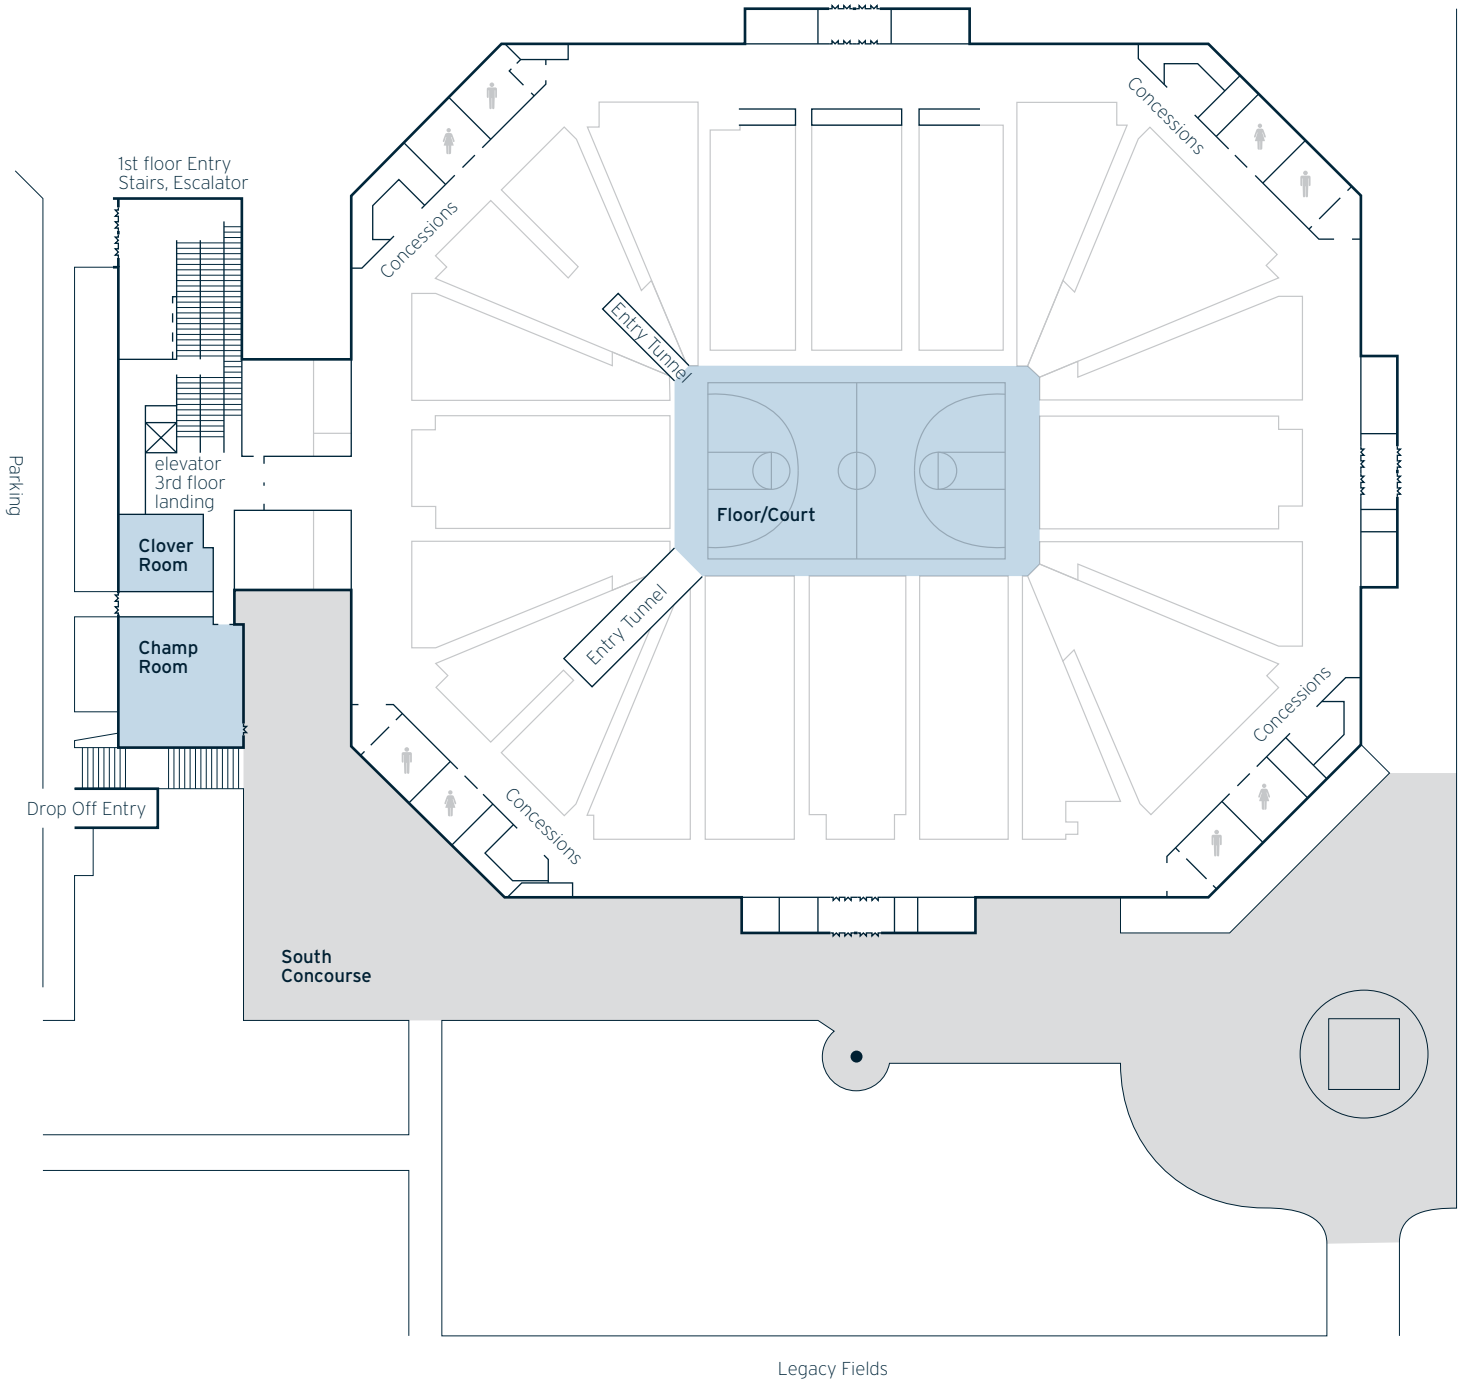 Concessions
1st floor Entry
Stairs, Escalator
Concessions
Entry Tunnel
Parking
elevator
3rd floor
landing
Floor/Court
Clover
Room
Entry Tunnel
Champ
Room
Concessions
Drop Off Entry
Concessions
South
Concourse
Legacy Fields